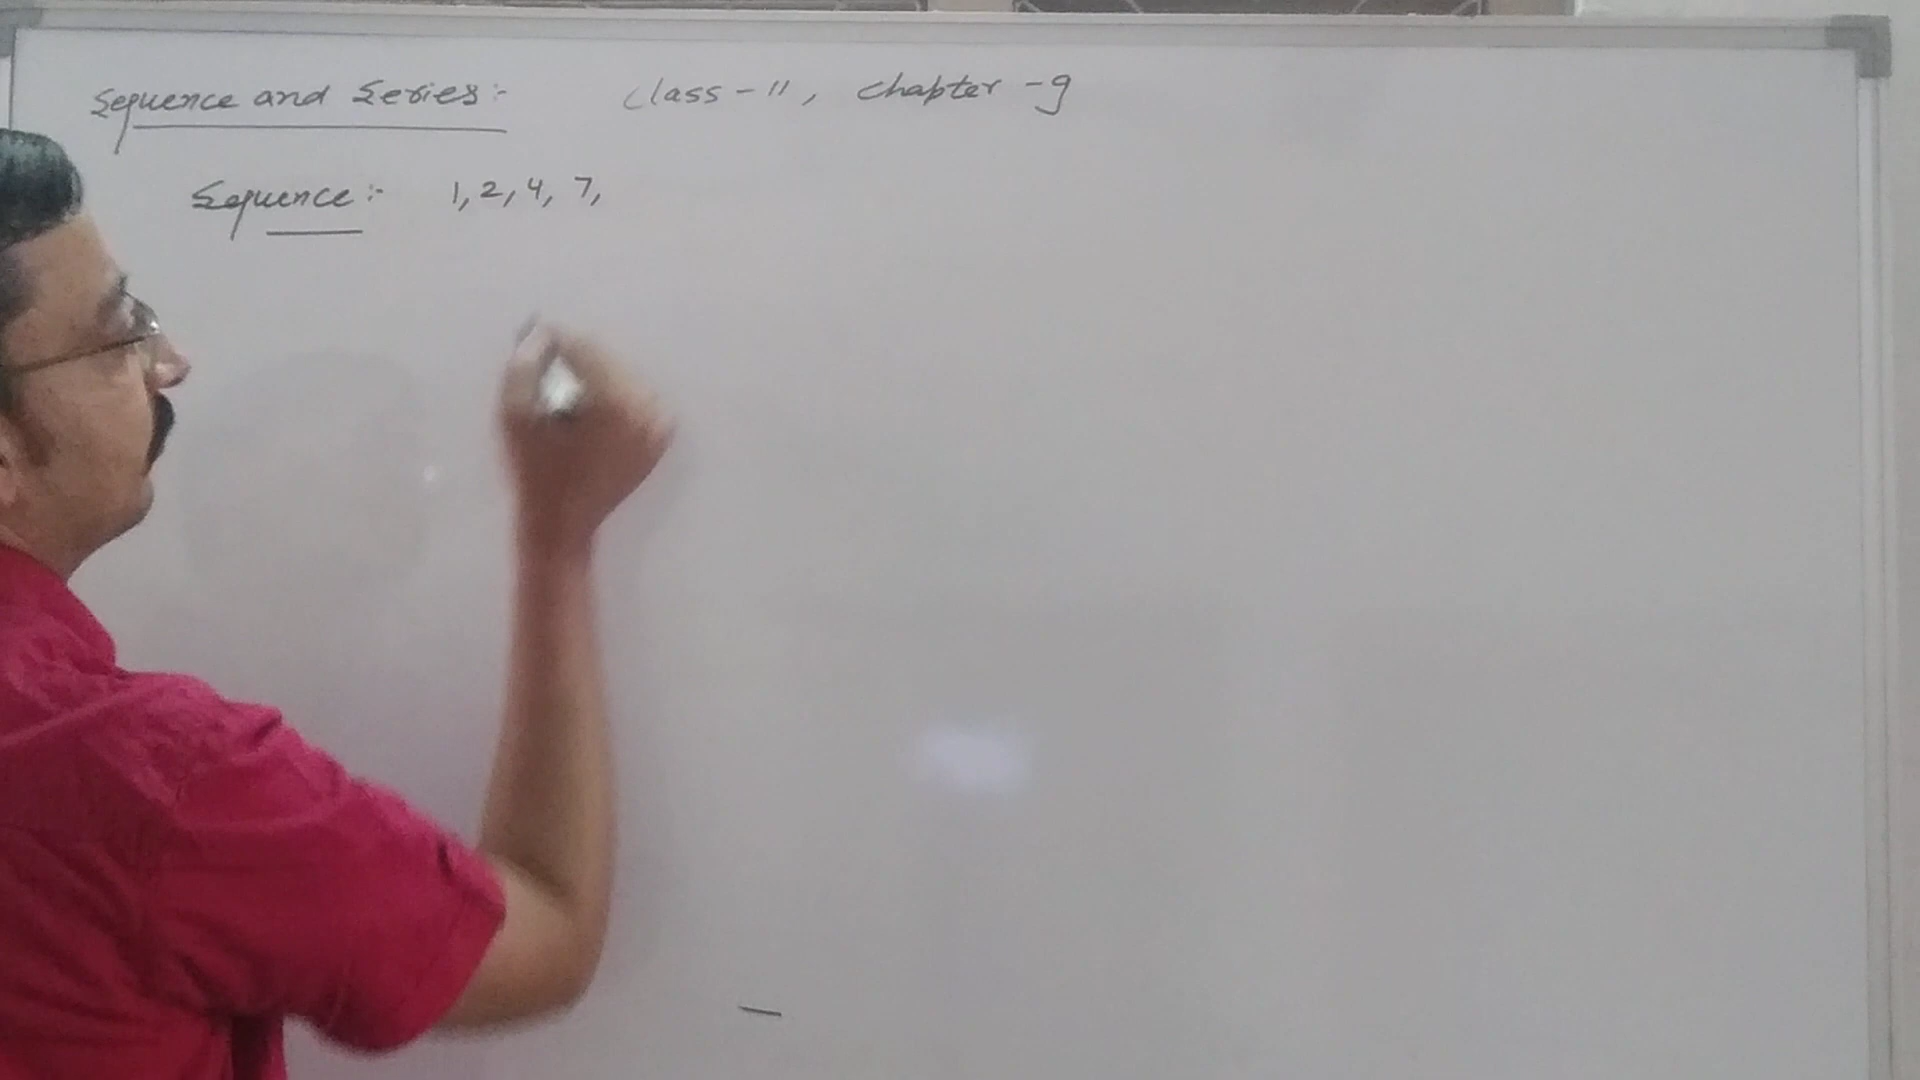 Sequence and Series:- Class-11, Chapter-9
Sequence:- 1, 2, 4, 7,